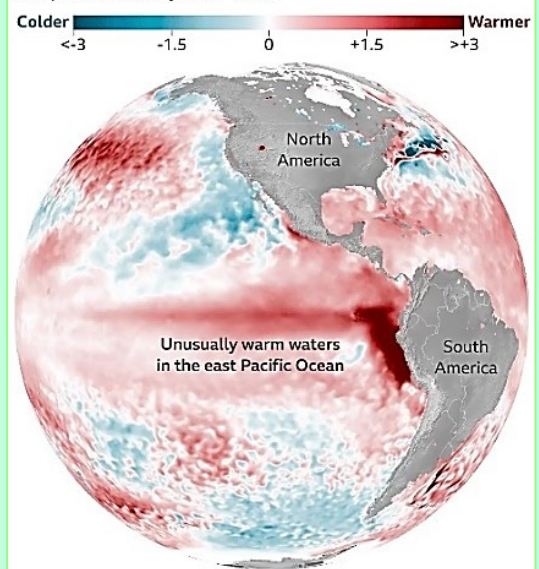 Colder Warmer
<-3 -1.5 0 +1.5 >+3
North
America
Unusually warm waters
in the east Pacific Ocean
South
America